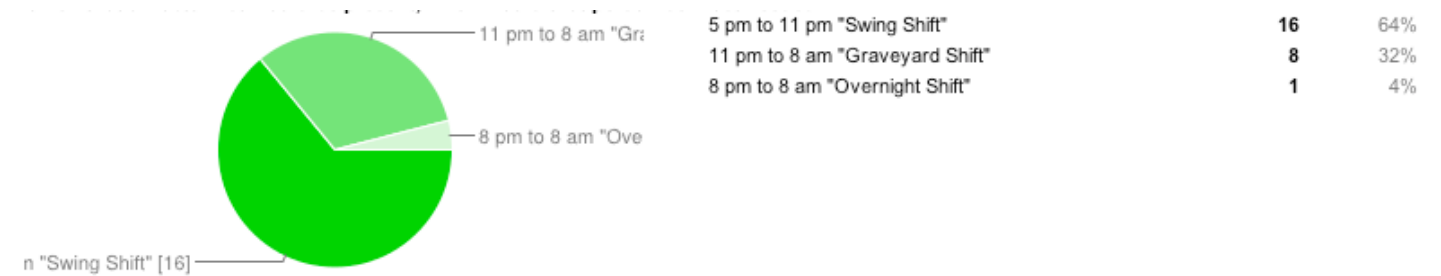 11 pm to 8 am "Gra
8 pm to 8 am "Ove
n "Swing Shift" [16]
5 pm to 11 pm "Swing Shift" 16 64%
11 pm to 8 am "Graveyard Shift" 8 32%
8 pm to 8 am "Overnight Shift" 1 4%